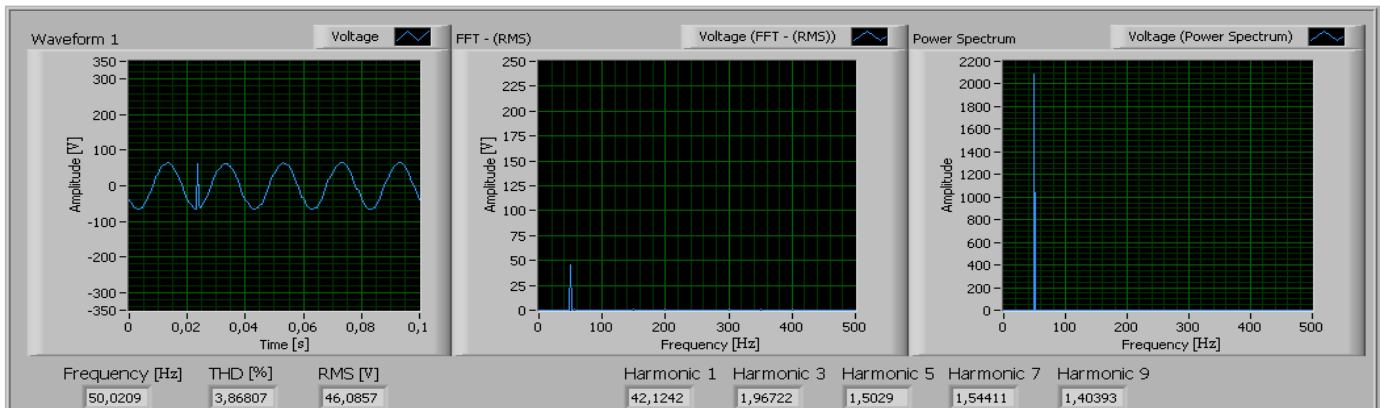 Waveform 1
Voltage
350
300
200
100
0
-100
-200
-300
-350
Amplitude [V]
0 0,02 0,04 0,06 0,08 0,1
Time [s]
FFT - (RMS)
Voltage (FFT - (RMS))
250
225
200
175
150
125
100
75
50
25
0
Amplitude [V]
0 100 200 300 400 500
Frequency [Hz]
Power Spectrum
Voltage (Power Spectrum)
2200
2000
1800
1600
1400
1200
1000
800
600
400
200
0
Amplitude
0 100 200 300 400 500
Frequency [Hz]
Frequency [Hz] THD [%] RMS [V] Harmonic 1 Harmonic 3 Harmonic 5 Harmonic 7 Harmonic 9
50,0209 3,86807 46,0857 42,1242 1,96722 1,5029 1,54411 1,40393